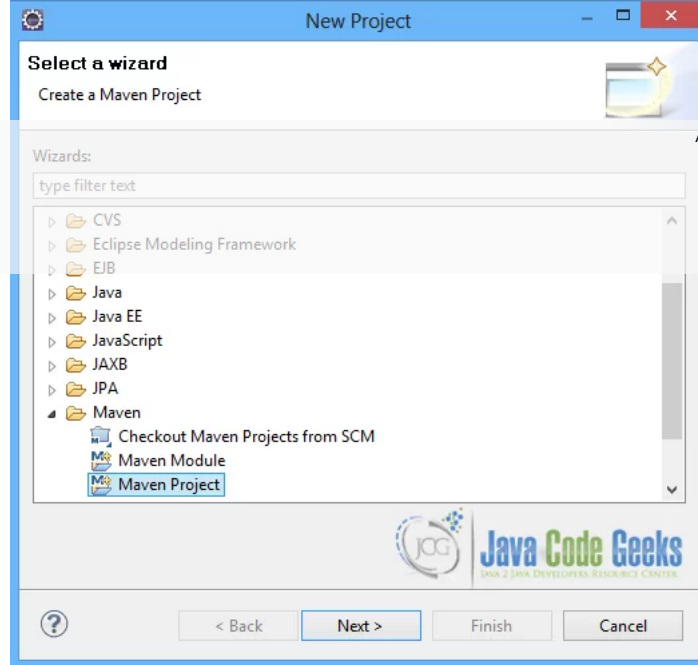 New Project
Select a wizard
Create a Maven Project
Wizards:
type filter text
CVS
Eclipse Modeling Framework
EJB
Java
Java EE
JavaScript
JAXB
JPA
Maven
Checkout Maven Projects from SCM
Maven Module
Maven Project
JCG
Java Code Geeks
JAVA 2 JAVA DEVELOPERS RESOURCE CENTER
?
< Back
Next >
Finish
Cancel